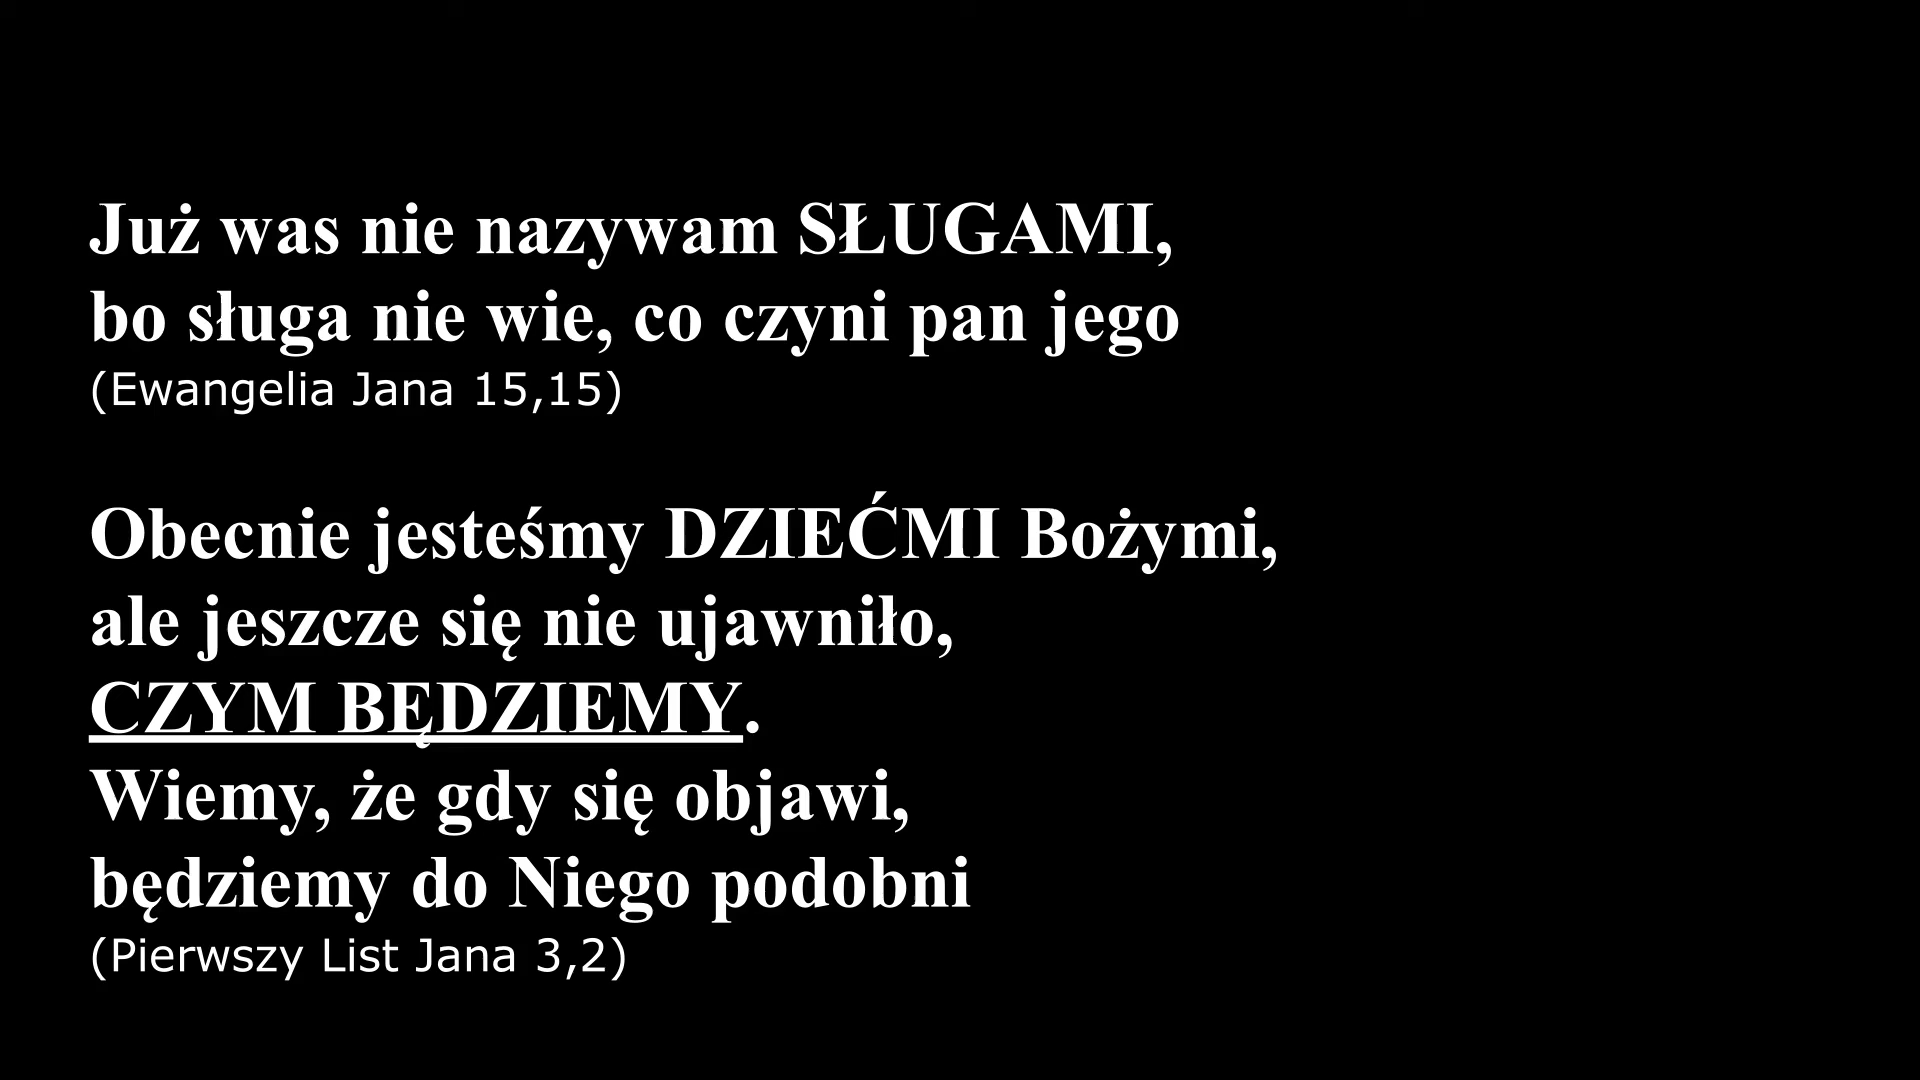 Już was nie nazywam SŁUGAMI,
bo sługa nie wie, co czyni pan jego
(Ewangelia Jana 15,15)
Obecnie jesteśmy DZIEĆMI Bożymi,
ale jeszcze się nie ujawniło,
CZYM BĘDZIEMY.
Wiemy, że gdy się objawi,
będziemy do Niego podobni
(Pierwszy List Jana 3,2)